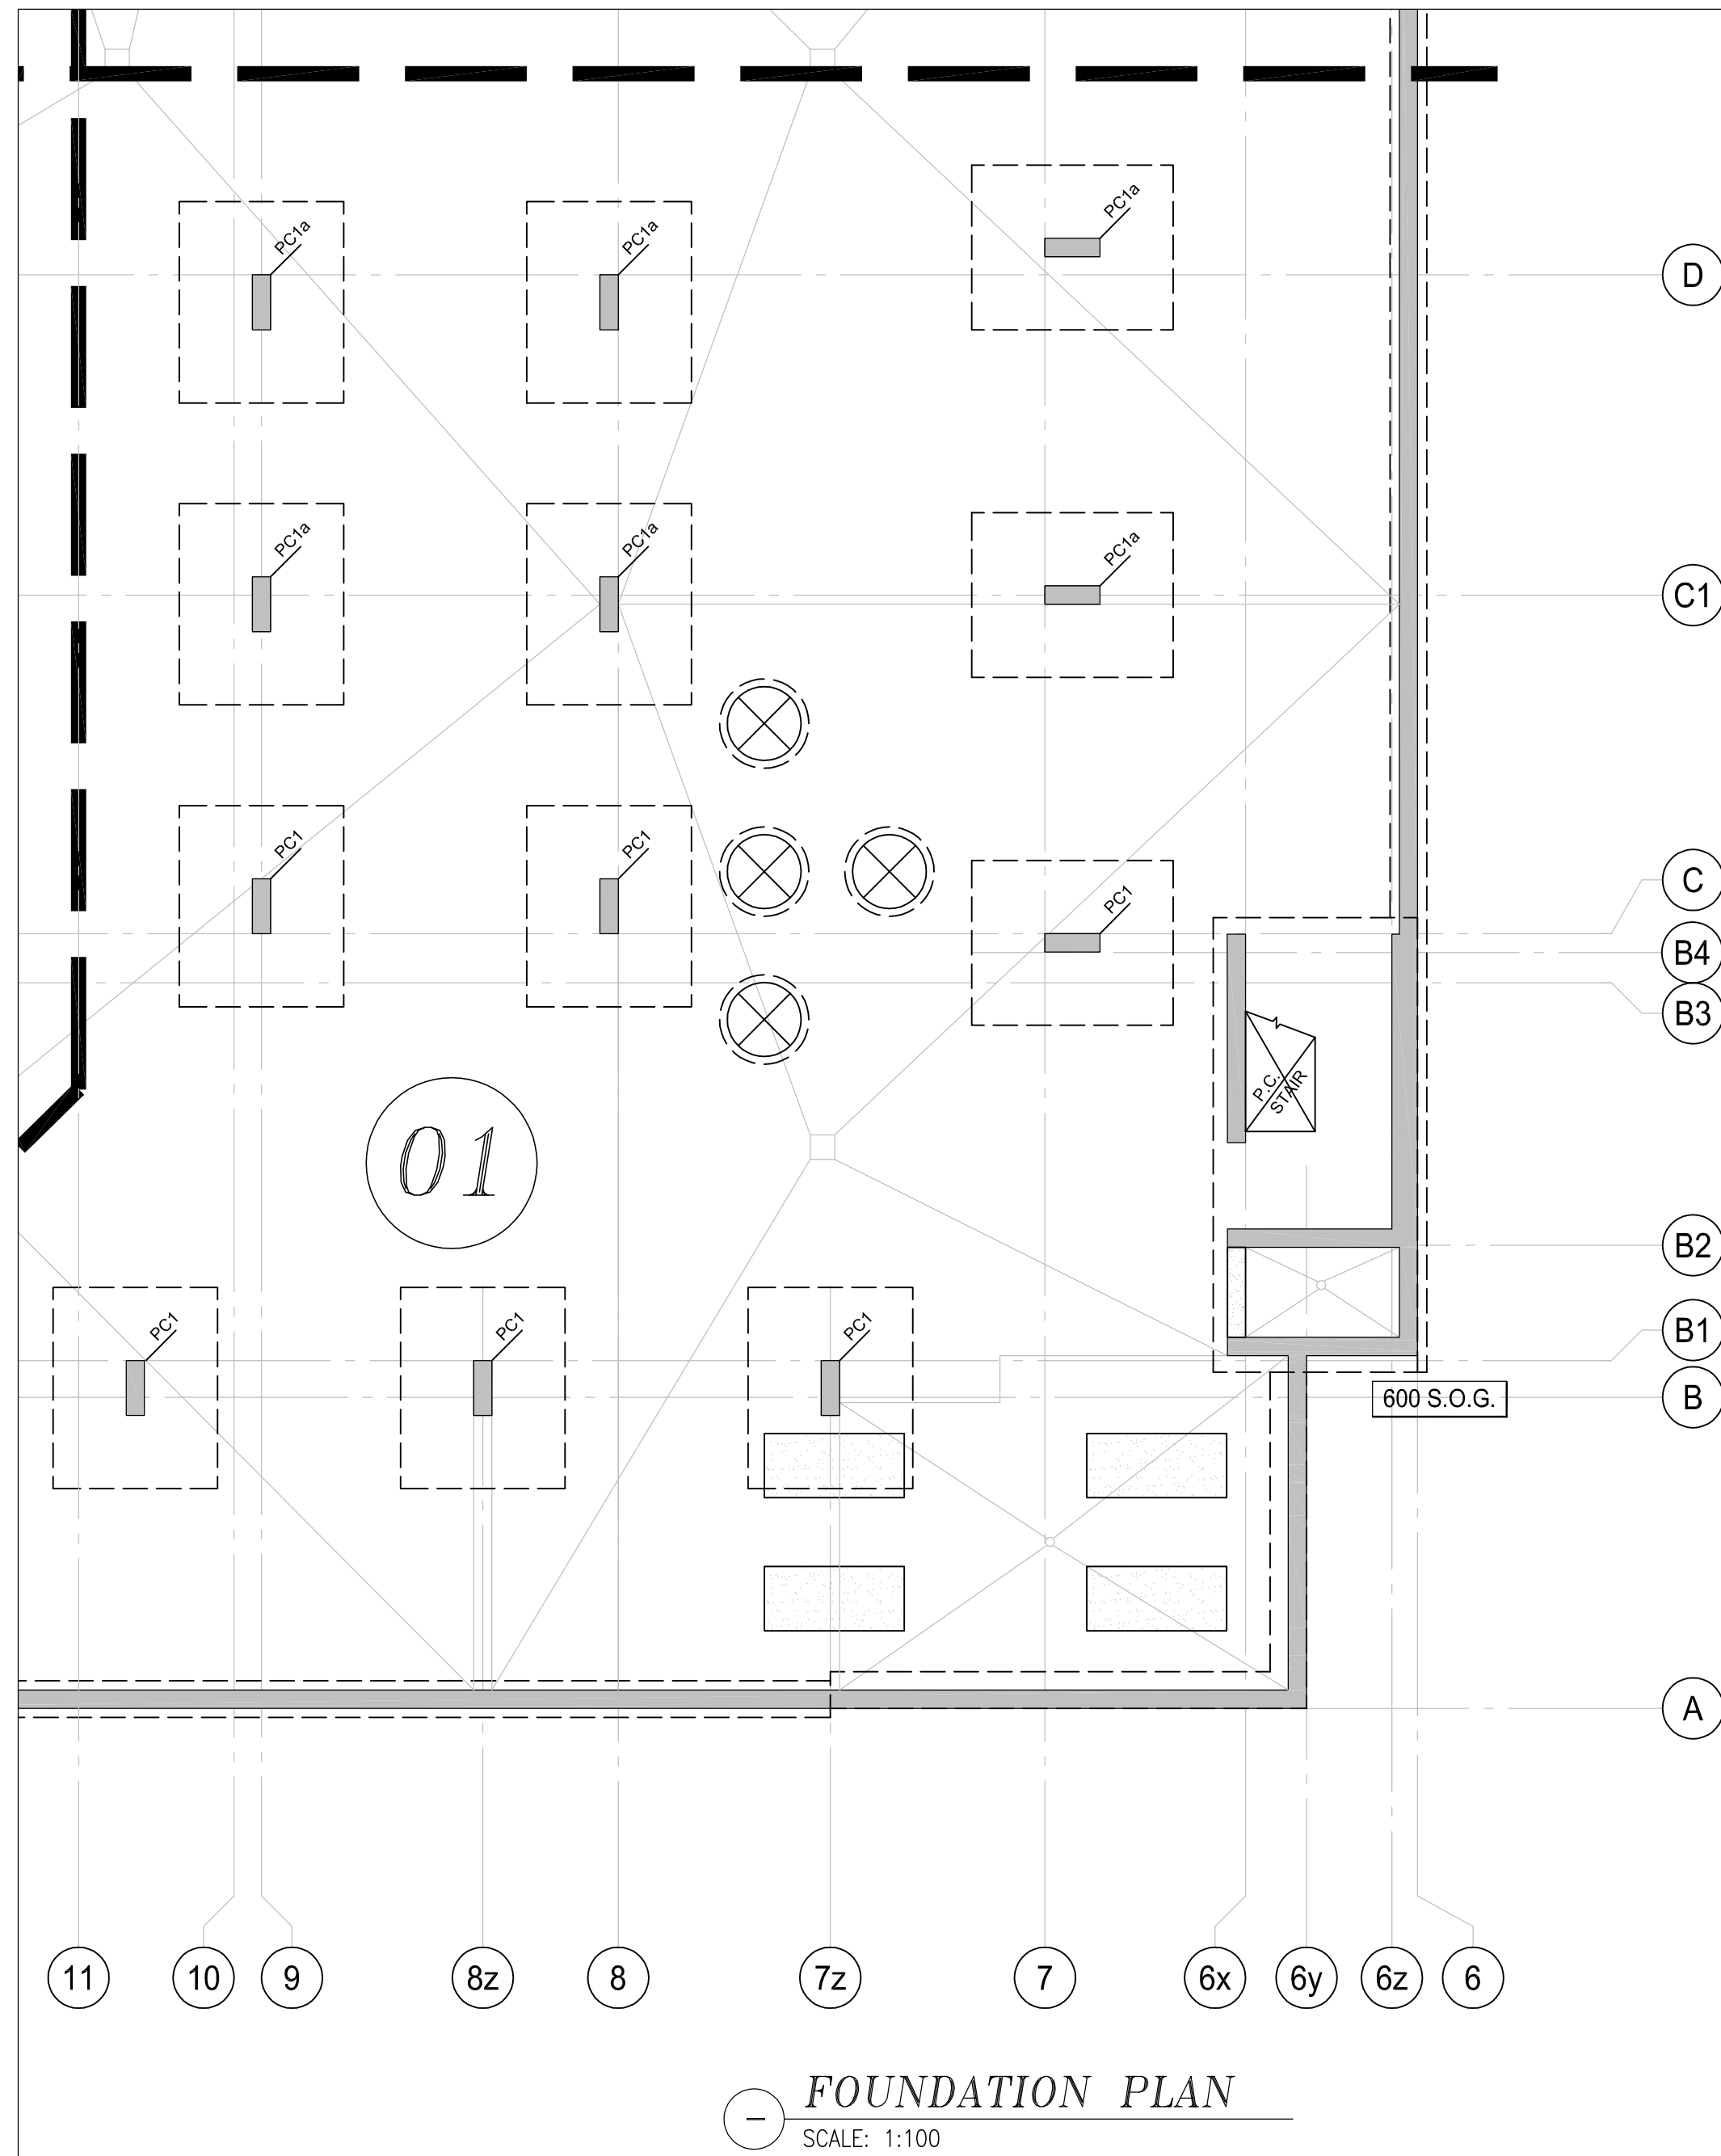 PC1a
PC1a
PC1a
D
PC1a
PC1a
PC1a
C1
PC1
PC1
PC1
C
B4
B3
P.C.
STAIR
01
B2
PC1
PC1
PC1
B1
600 S.O.G.
B
A
11
10
9
8z
8
7z
7
6x
6y
6z
6
FOUNDATION PLAN
SCALE: 1:100